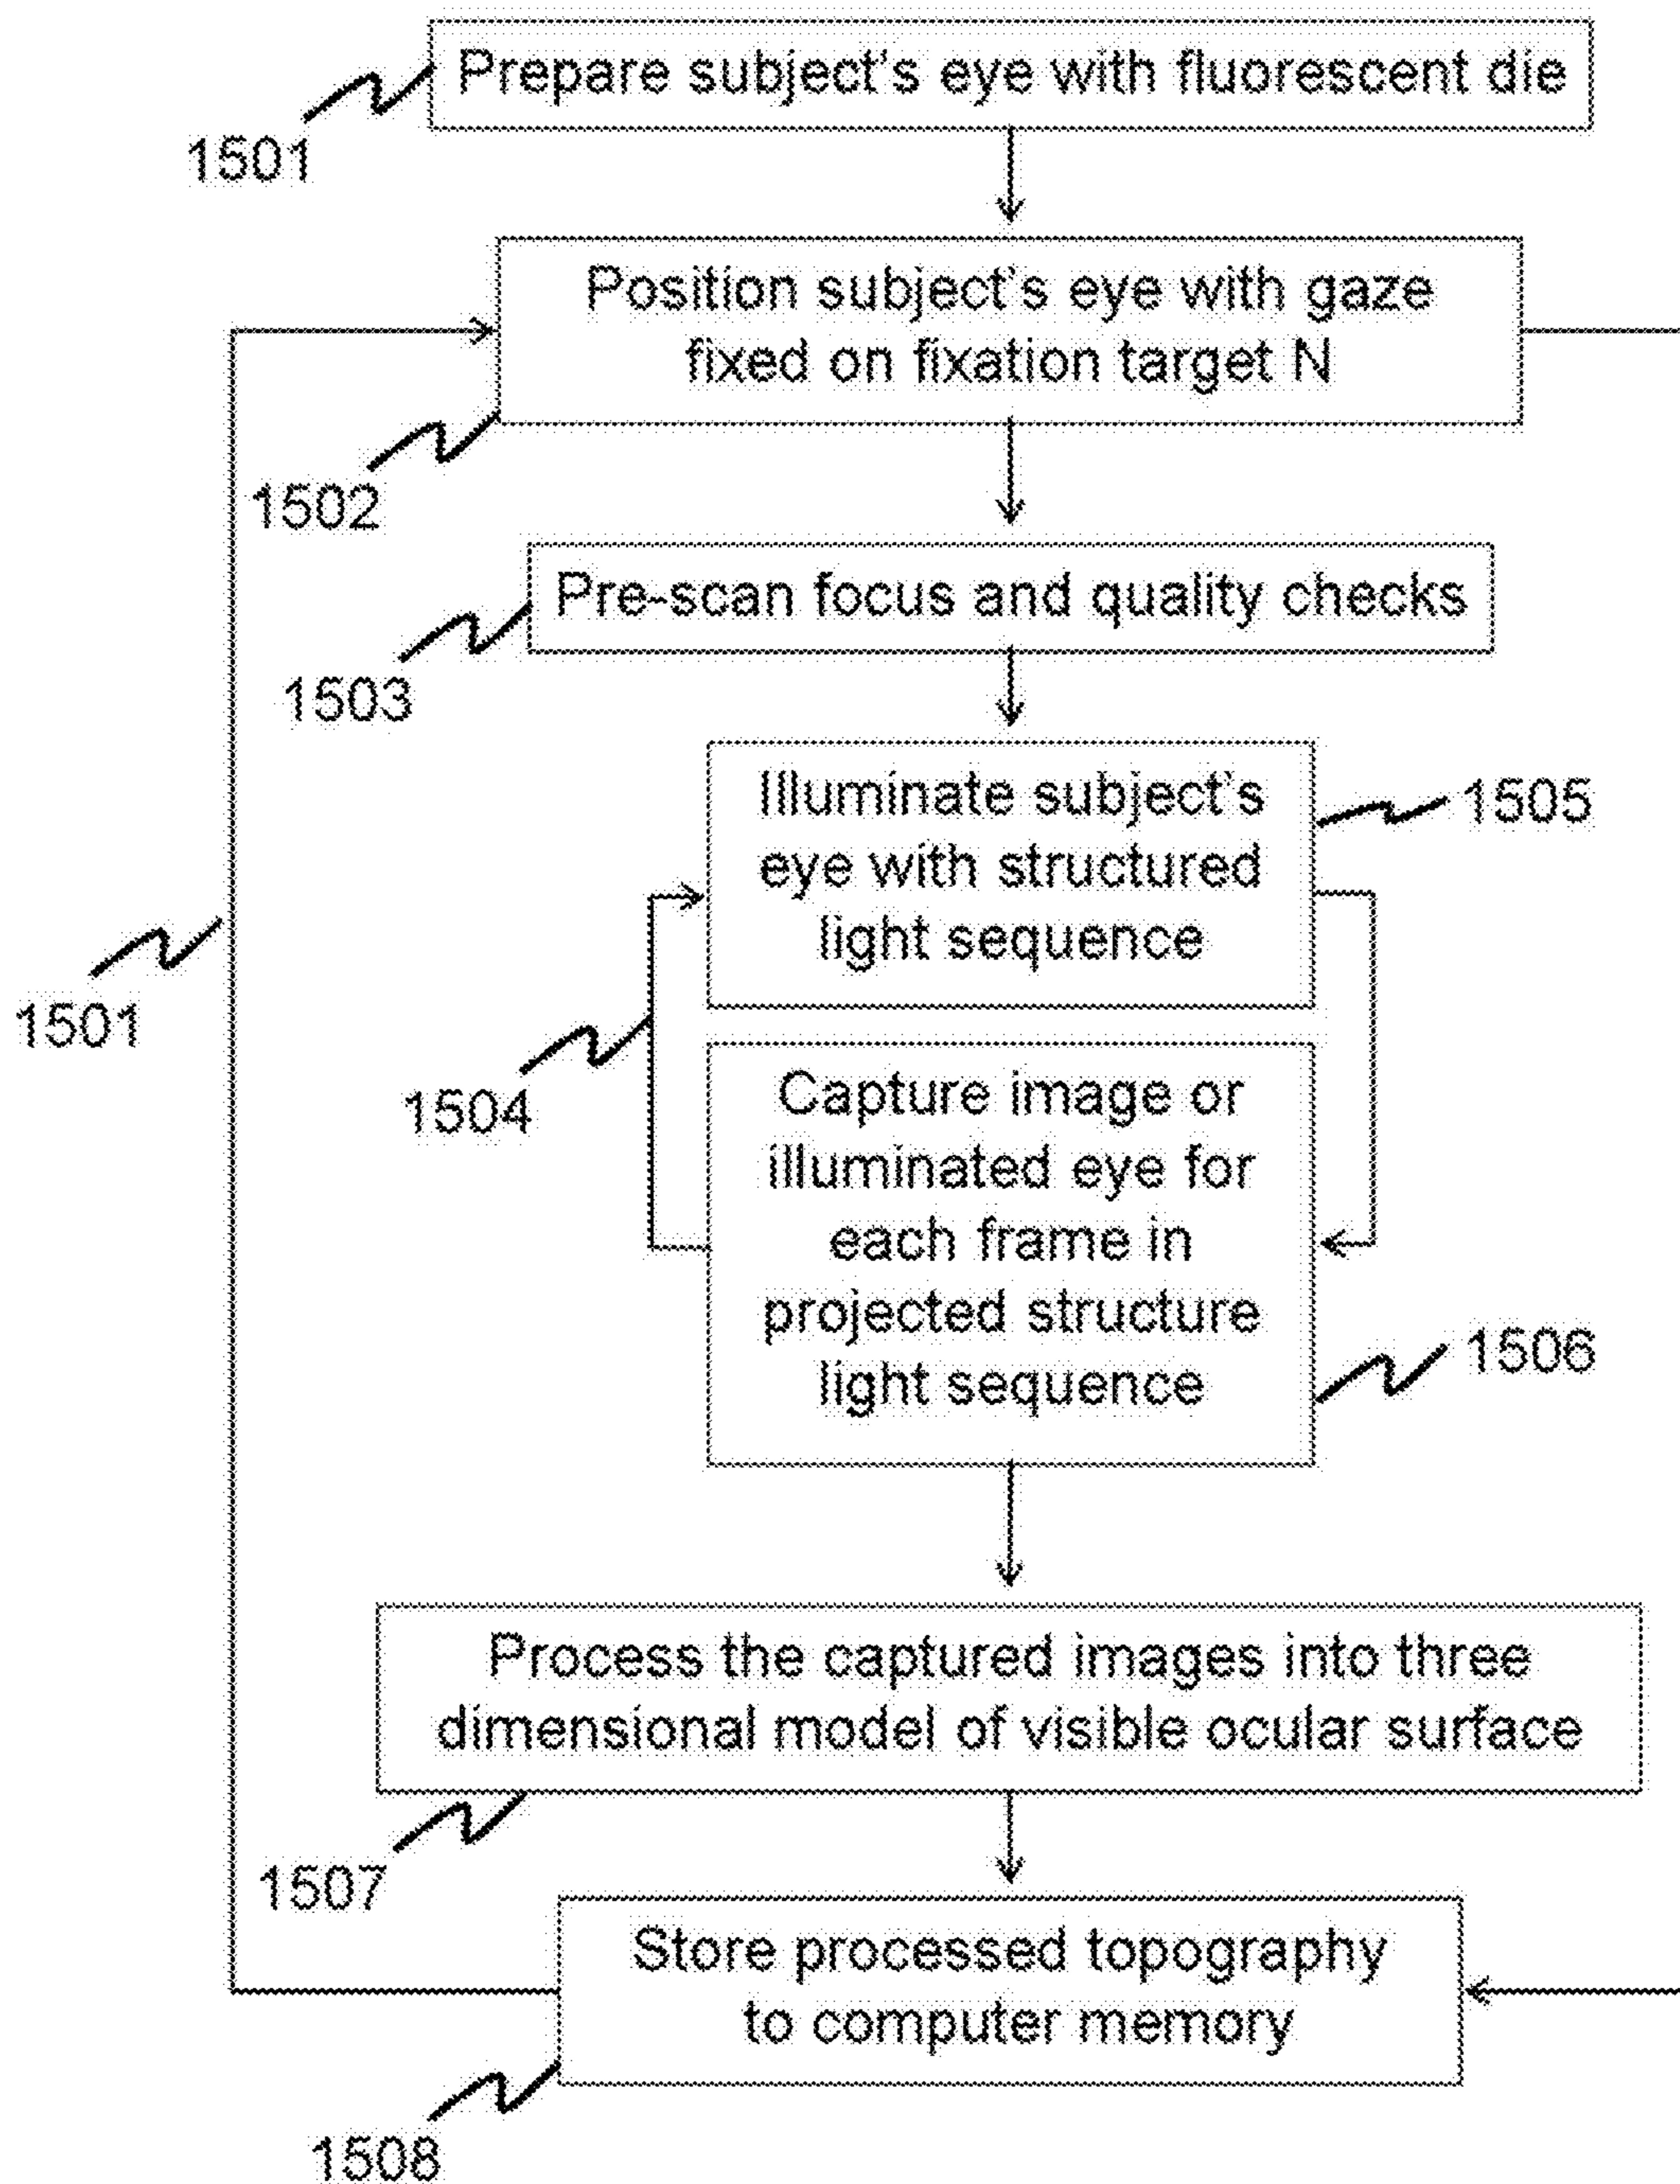 Prepare subject's eye with fluorescent die
1501
Position subject's eye with gaze
fixed on fixation target N
1502
Pre-scan focus and quality checks
1503
Illuminate subject's
eye with structured
light sequence
1505
1501
1504
Capture image or
illuminated eye for
each frame in
projected structure
light sequence
1506
Process the captured images into three
dimensional model of visible ocular surface
1507
Store processed topography
to computer memory
1508